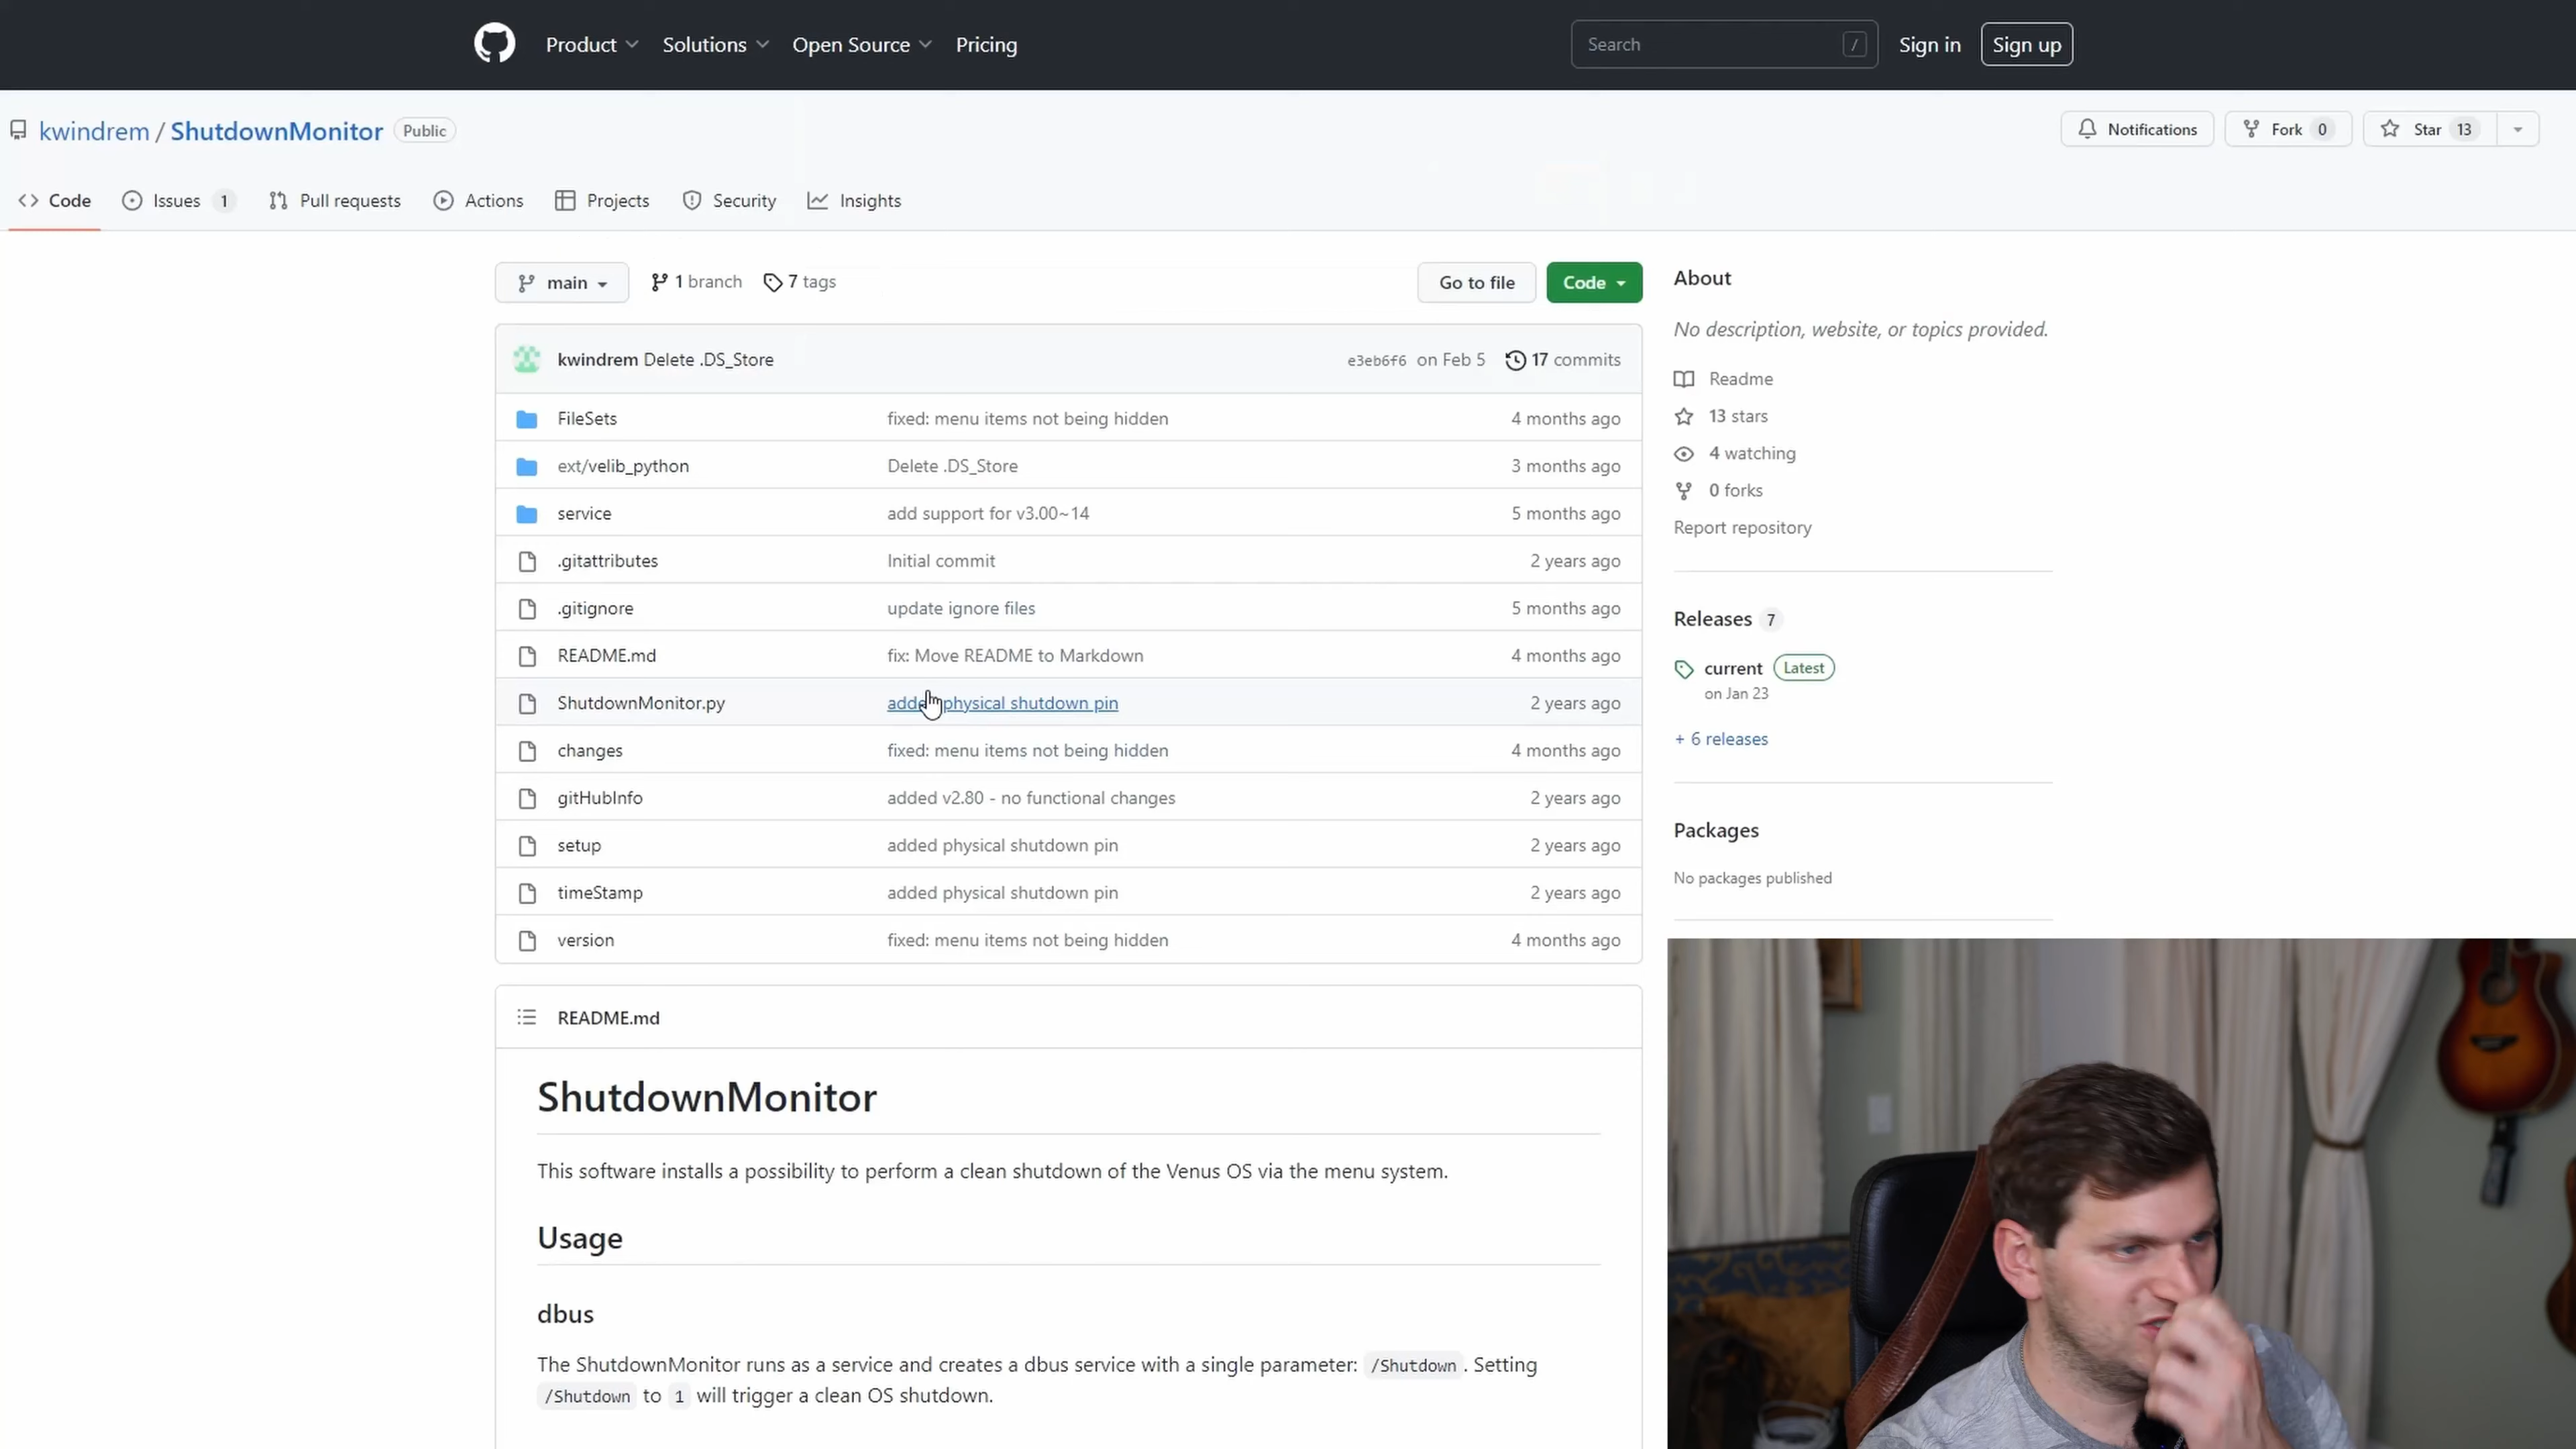 Product Solutions Open Source Pricing Search / Sign in Sign up
kwindrem / ShutdownMonitor Public Notifications Fork 0 Star 13
Code Issues 1 Pull requests Actions Projects Security Insights
main 1 branch 7 tags Go to file Code
kwindrem Delete .DS_Store e3eb6f6 on Feb 5 17 commits
FileSets fixed: menu items not being hidden 4 months ago
ext/velib_python Delete .DS_Store 3 months ago
service add support for v3.00~14 5 months ago
.gitattributes Initial commit 2 years ago
.gitignore update ignore files 5 months ago
README.md fix: Move README to Markdown 4 months ago
ShutdownMonitor.py added physical shutdown pin 2 years ago
changes fixed: menu items not being hidden 4 months ago
gitHubInfo added v2.80 - no functional changes 2 years ago
setup added physical shutdown pin 2 years ago
timeStamp added physical shutdown pin 2 years ago
version fixed: menu items not being hidden 4 months ago
README.md
ShutdownMonitor
This software installs a possibility to perform a clean shutdown of the Venus OS via the menu system.
Usage
dbus
The ShutdownMonitor runs as a service and creates a dbus service with a single parameter: /Shutdown. Setting
/Shutdown to 1 will trigger a clean OS shutdown.
About
No description, website, or topics provided.
Readme
13 stars
4 watching
0 forks
Report repository
Releases 7
current Latest
on Jan 23
+ 6 releases
Packages
No packages published